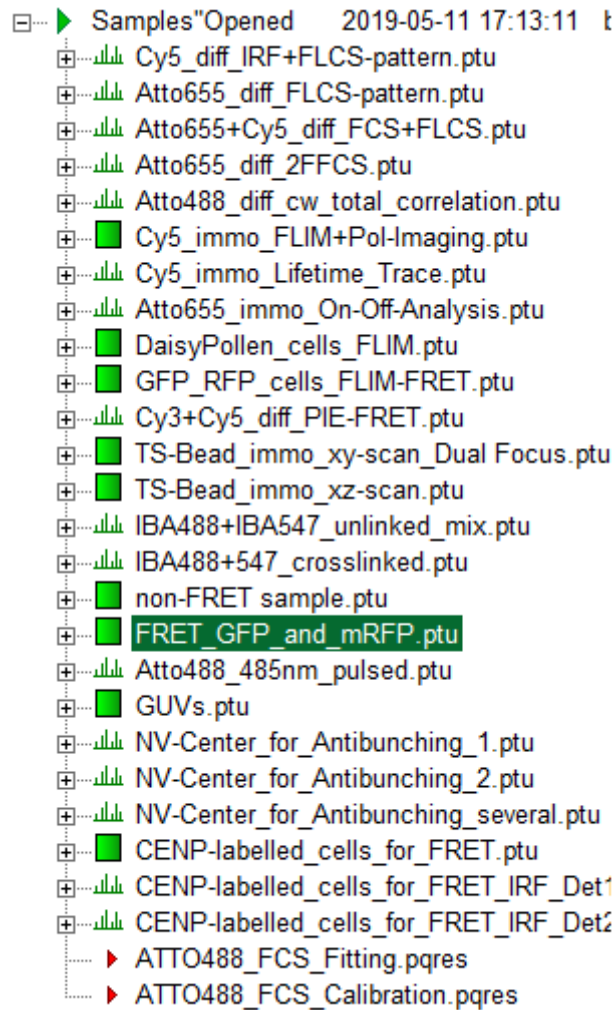 Samples"Opened 2019-05-11 17:13:11
Cy5_diff_IRF+FLCS-pattern.ptu
Atto655_diff_FLCS-pattern.ptu
Atto655+Cy5_diff_FCS+FLCS.ptu
Atto655_diff_2FFCS.ptu
Atto488_diff_cw_total_correlation.ptu
Cy5_immo_FLIM+Pol-Imaging.ptu
Cy5_immo_Lifetime_Trace.ptu
Atto655_immo_On-Off-Analysis.ptu
DaisyPollen_cells_FLIM.ptu
GFP_RFP_cells_FLIM-FRET.ptu
Cy3+Cy5_diff_PIE-FRET.ptu
TS-Bead_immo_xy-scan_Dual Focus.ptu
TS-Bead_immo_xz-scan.ptu
IBA488+IBA547_unlinked_mix.ptu
IBA488+547_crosslinked.ptu
non-FRET sample.ptu
FRET_GFP_and_mRFP.ptu
Atto488_485nm_pulsed.ptu
GUVs.ptu
NV-Center_for_Antibunching_1.ptu
NV-Center_for_Antibunching_2.ptu
NV-Center_for_Antibunching_several.ptu
CENP-labelled_cells_for_FRET.ptu
CENP-labelled_cells_for_FRET_IRF_Det1
CENP-labelled_cells_for_FRET_IRF_Det2
ATTO488_FCS_Fitting.pqres
ATTO488_FCS_Calibration.pqres